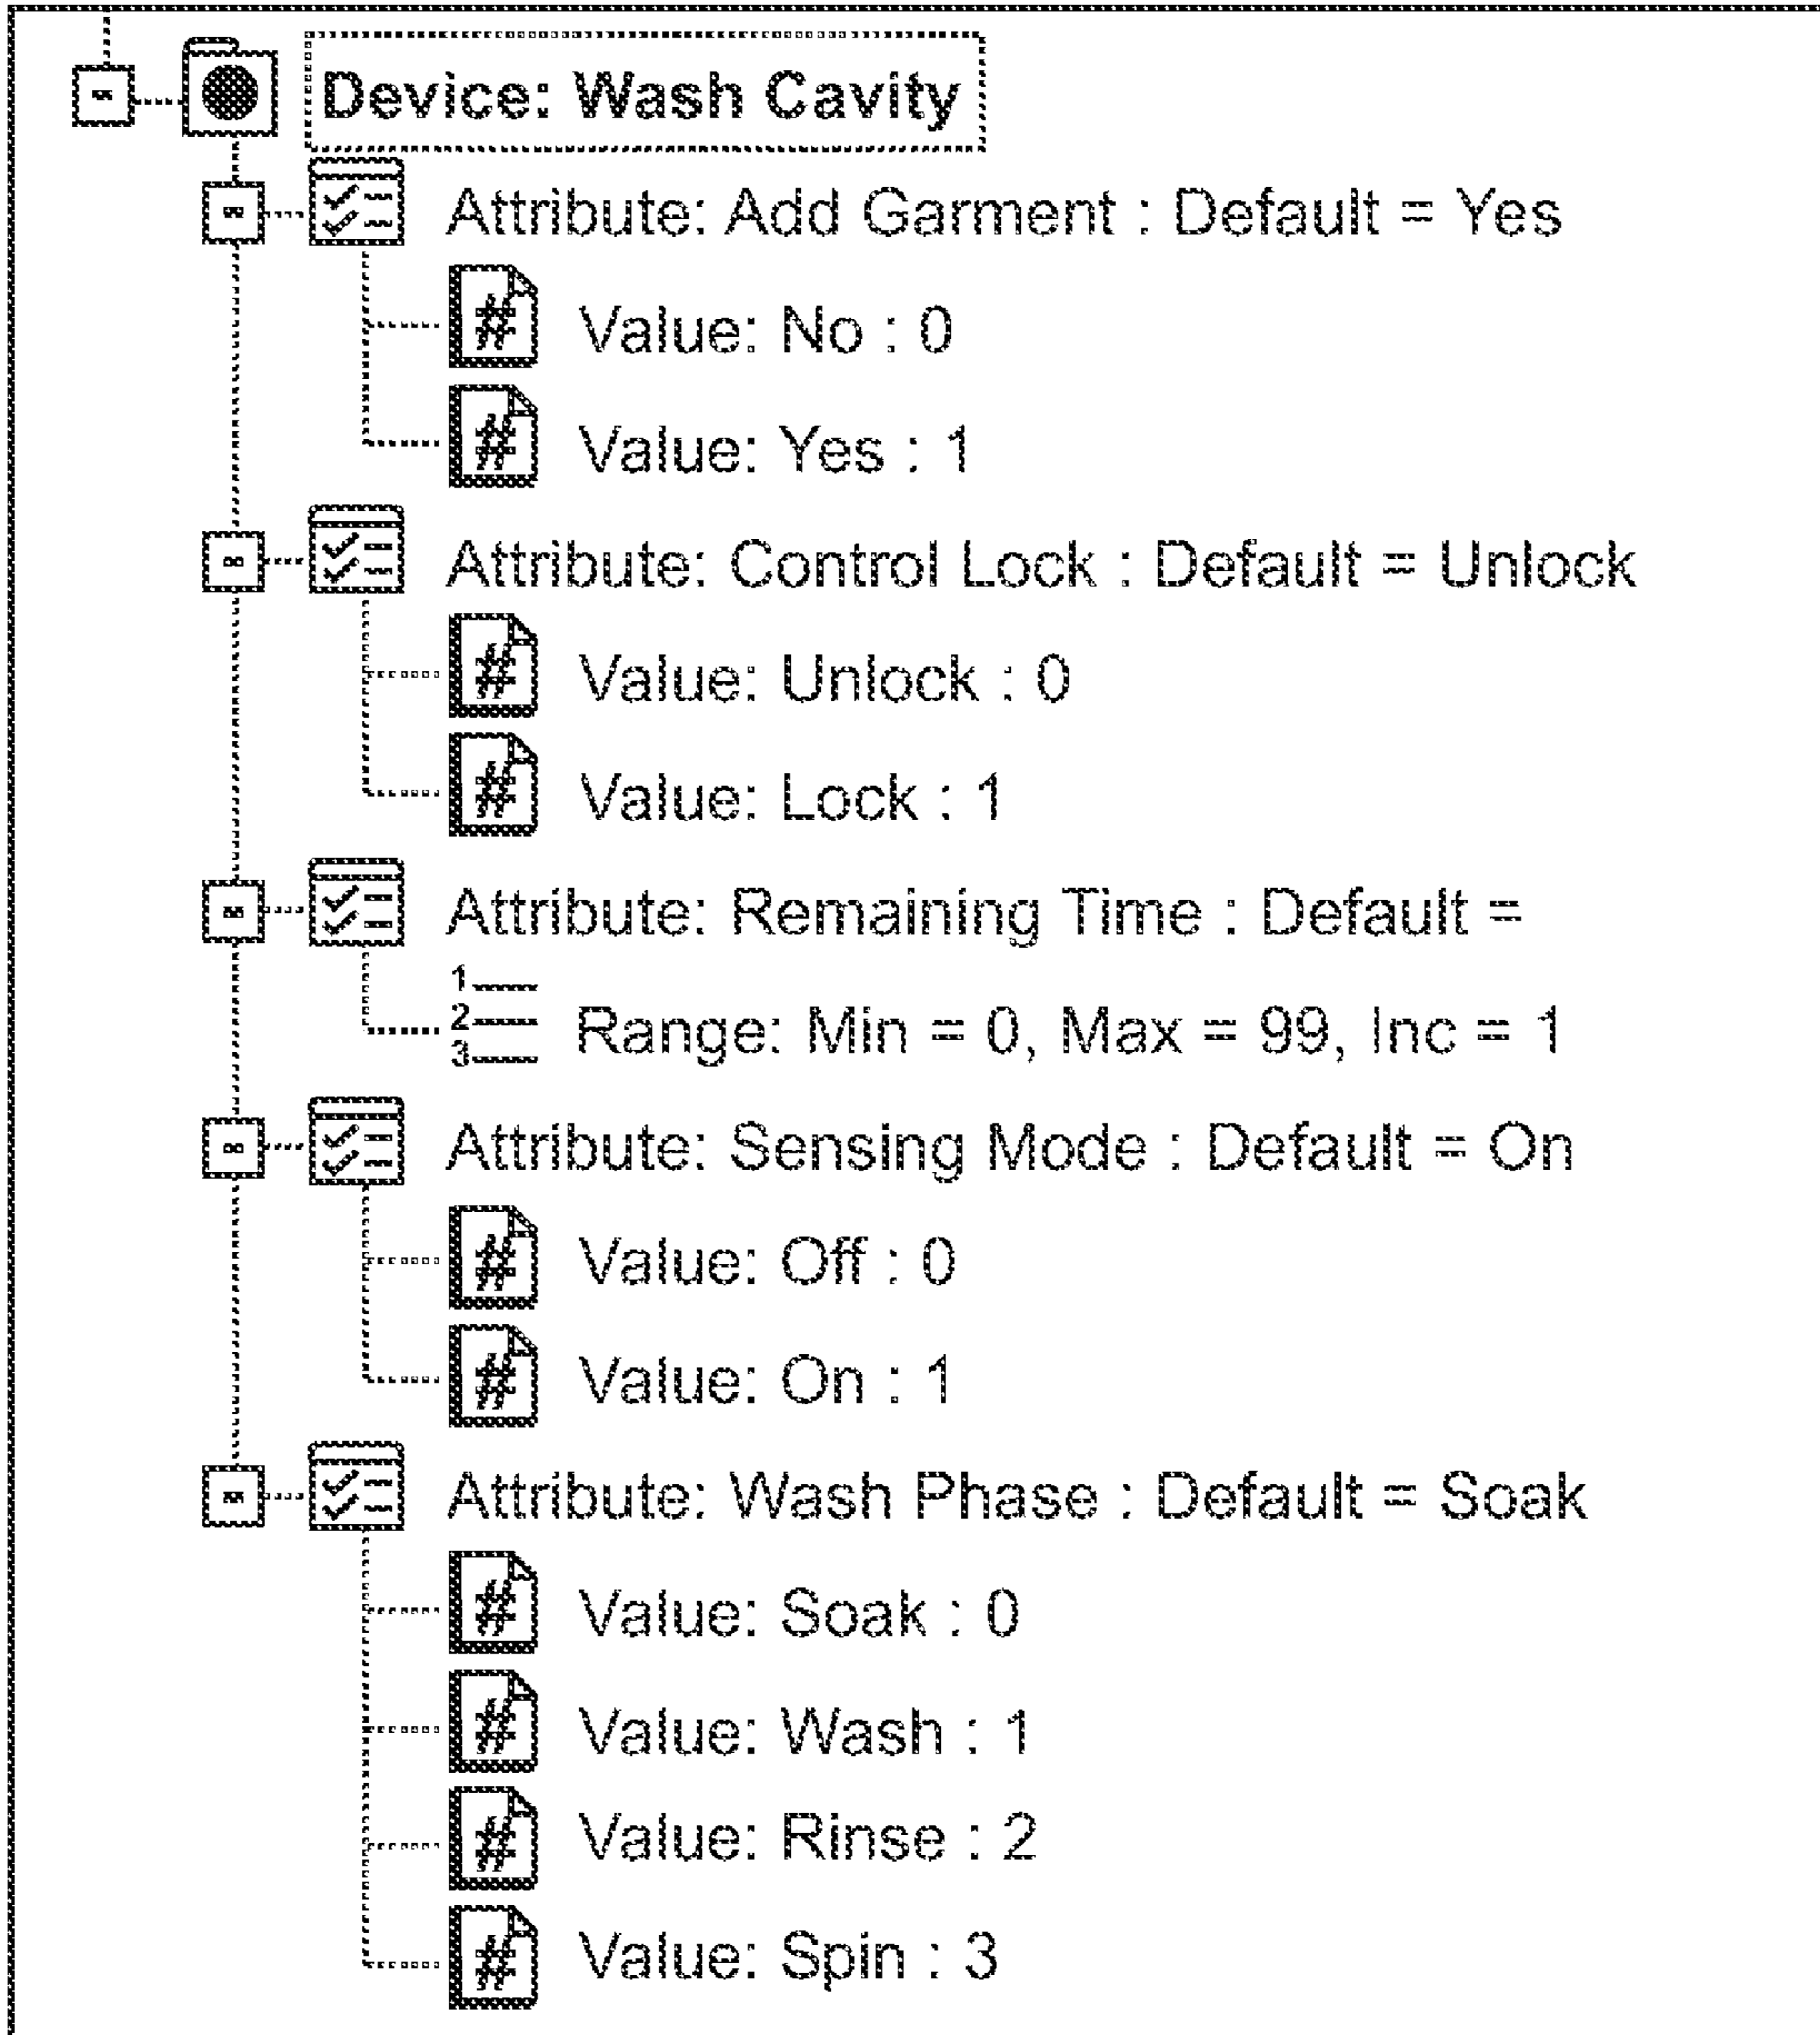 Device: Wash Cavity
Attribute: Add Garment : Default = Yes
# Value: No : 0
# Value: Yes : 1
Attribute: Control Lock : Default = Unlock
# Value: Unlock : 0
# Value: Lock : 1
Attribute: Remaining Time : Default =
1 2 3 Range: Min = 0, Max = 99, Inc = 1
Attribute: Sensing Mode : Default = On
# Value: Off : 0
# Value: On : 1
Attribute: Wash Phase : Default = Soak
# Value: Soak : 0
# Value: Wash : 1
# Value: Rinse : 2
# Value: Spin : 3